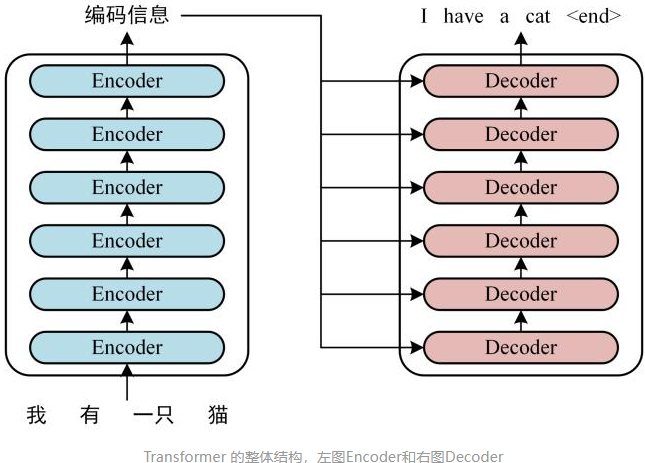 编码信息
I have a cat <end>
Encoder
Encoder
Encoder
Encoder
Encoder
Encoder
Decoder
Decoder
Decoder
Decoder
Decoder
Decoder
我 有 一只 猫
Transformer 的整体结构，左图Encoder和右图Decoder